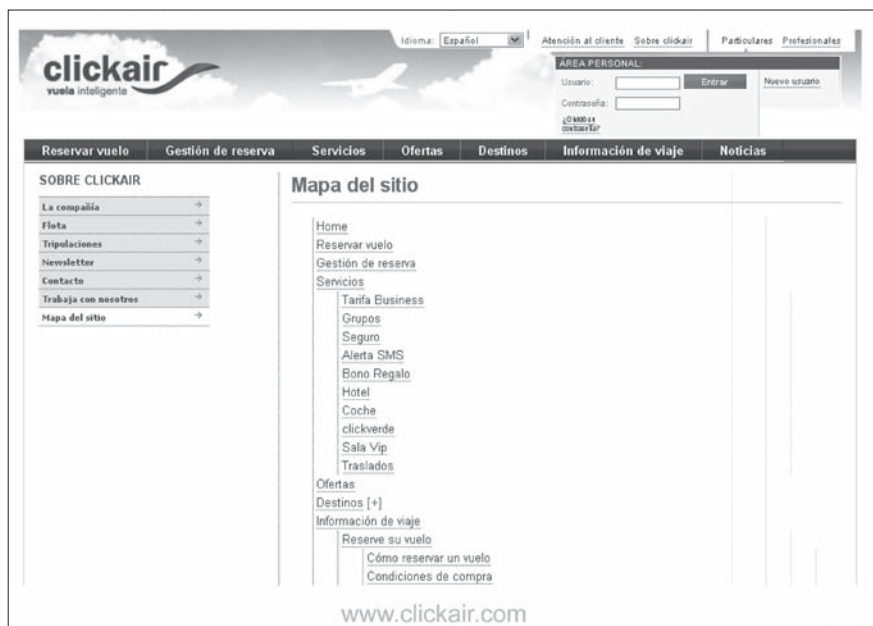 Idioma: Español
Atención al cliente Sobre clickair
Particulares Profesionales
clickair
vuela inteligente
ÁREA PERSONAL:
Usuario: Entrar Nuevo usuario
Contraseña:
Reservar vuelo Gestión de reserva Servicios Ofertas Destinos Información de viaje Noticias
SOBRE CLICKAIR
La compañía
Flota
Tripulaciones
Newsletter
Contacto
Trabaja con nosotros
Mapa del sitio
Mapa del sitio
Home
Reservar vuelo
Gestión de reserva
Servicios
Tarifa Business
Grupos
Seguro
Alerta SMS
Bono Regalo
Hotel
Coche
clickverde
Sala Vip
Traslados
Ofertas
Destinos [+]
Información de viaje
Reserve su vuelo
Cómo reservar un vuelo
Condiciones de compra
www.clickair.com